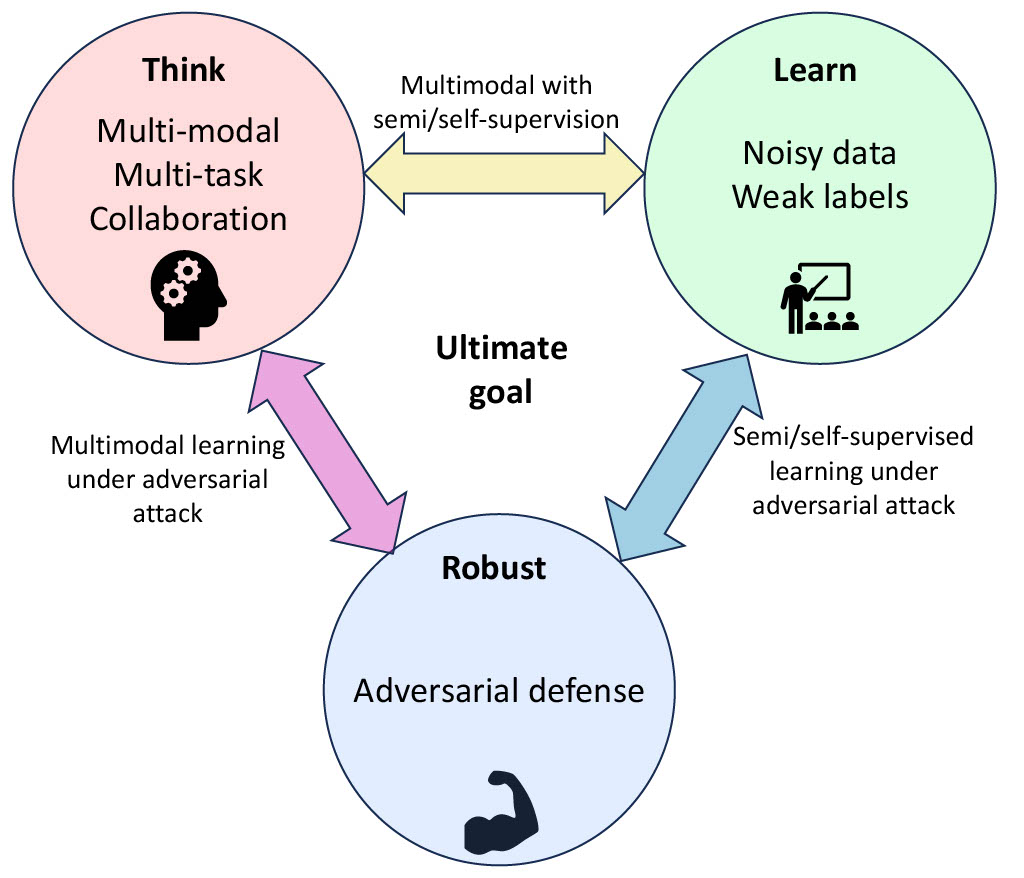 Think
Multi-modal
Multi-task
Collaboration
Multimodal with
semi/self-supervision
Learn
Noisy data
Weak labels
Ultimate
goal
Multimodal learning
under adversarial
attack
Semi/self-supervised
learning under
adversarial attack
Robust
Adversarial defense